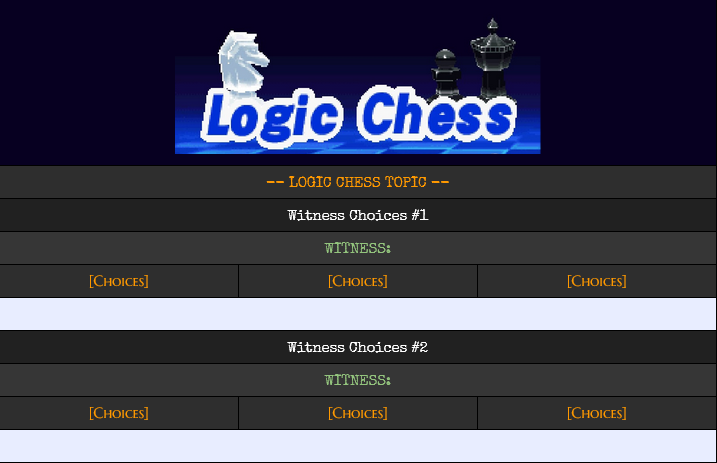 Logic Chess
-- LOGIC CHESS TOPIC --
Witness Choices #1
WITNESS:
[Choices] [Choices] [Choices]
Witness Choices #2
WITNESS:
[Choices] [Choices] [Choices]